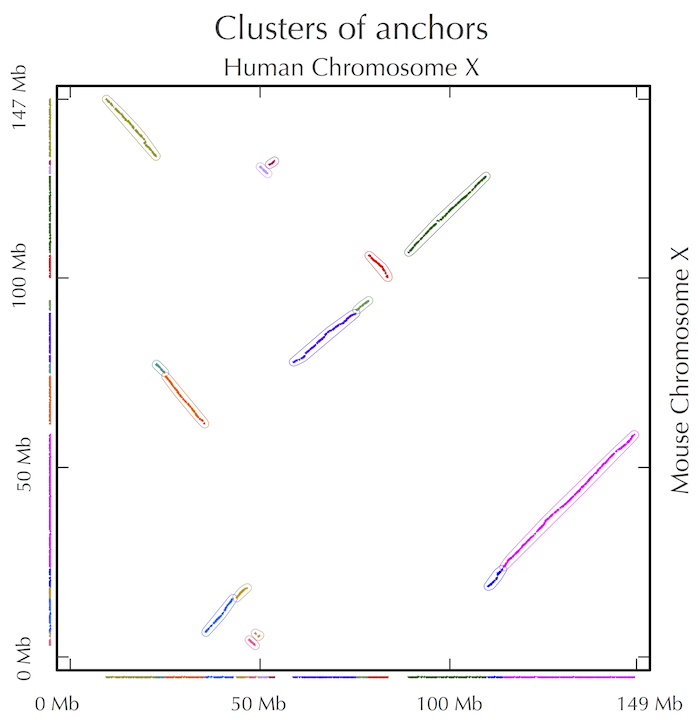 Clusters of anchors
Human Chromosome X
147 Mb
100 Mb
50 Mb
0 Mb
Mouse Chromosome X
0 Mb
50 Mb
100 Mb
149 Mb